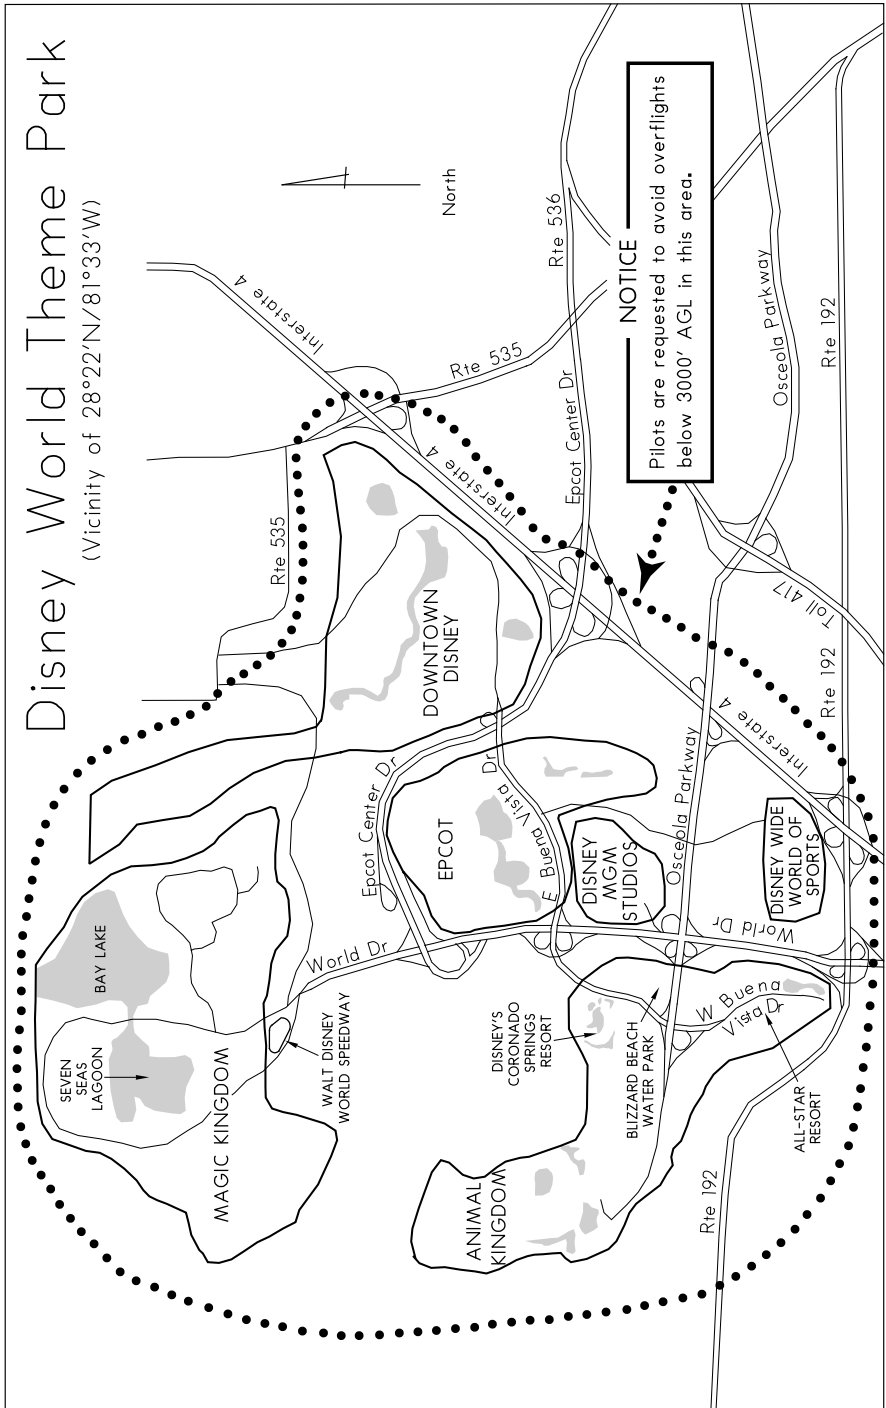 Disney World Theme Park
(Vicinity of 28°22'N/81°33'W)
North
NOTICE
Pilots are requested to avoid overflights
below 3000' AGL in this area.
Interstate 4
Rte 535
Rte 536
Epcot Center Dr
Osceola Parkway
Rte 192
Rte 535
Interstate 4
Toll 417
Rte 192
Interstate 4
DOWNTOWN
DISNEY
Epcot Center Dr
E Buena Vista Dr
Osceola Parkway
EPCOT
DISNEY
MGM
STUDIOS
DISNEY WIDE
WORLD OF
SPORTS
BAY LAKE
World Dr
World Dr
SEVEN
SEAS
LAGOON
MAGIC KINGDOM
WALT DISNEY
WORLD SPEEDWAY
DISNEY'S
CORONADO
SPRINGS
RESORT
BLIZZARD BEACH
WATER PARK
W Buena
Vista Dr
ALL-STAR
RESORT
ANIMAL
KINGDOM
Rte 192